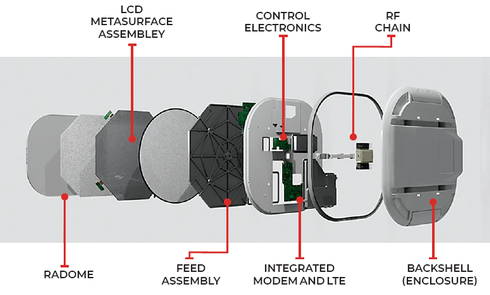 LCD
METASURFACE
ASSEMBLEY
CONTROL
ELECTRONICS
RF
CHAIN
RADOME
FEED
ASSEMBLY
INTEGRATED
MODEM AND LTE
BACKSHELL
(ENCLOSURE)